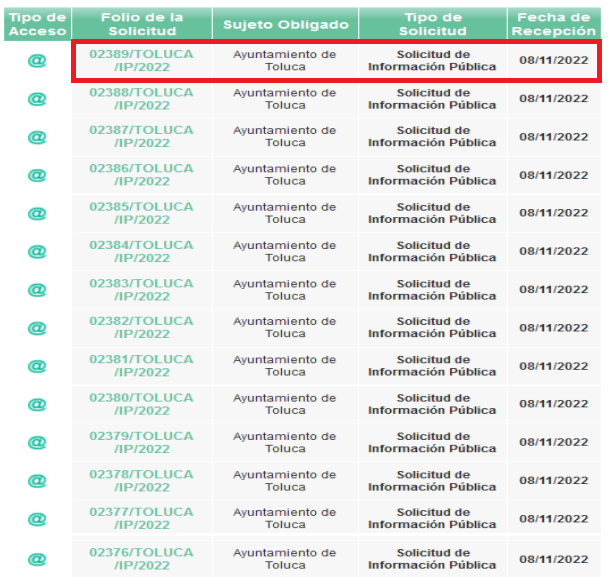 Tipo de Acceso Folio de la Solicitud Sujeto Obligado Tipo de Solicitud Fecha de Recepción
@ 02389/TOLUCA /IP/2022 Ayuntamiento de Toluca Solicitud de Información Pública 08/11/2022
@ 02388/TOLUCA /IP/2022 Ayuntamiento de Toluca Solicitud de Información Pública 08/11/2022
@ 02387/TOLUCA /IP/2022 Ayuntamiento de Toluca Solicitud de Información Pública 08/11/2022
@ 02386/TOLUCA /IP/2022 Ayuntamiento de Toluca Solicitud de Información Pública 08/11/2022
@ 02385/TOLUCA /IP/2022 Ayuntamiento de Toluca Solicitud de Información Pública 08/11/2022
@ 02384/TOLUCA /IP/2022 Ayuntamiento de Toluca Solicitud de Información Pública 08/11/2022
@ 02383/TOLUCA /IP/2022 Ayuntamiento de Toluca Solicitud de Información Pública 08/11/2022
@ 02382/TOLUCA /IP/2022 Ayuntamiento de Toluca Solicitud de Información Pública 08/11/2022
@ 02381/TOLUCA /IP/2022 Ayuntamiento de Toluca Solicitud de Información Pública 08/11/2022
@ 02380/TOLUCA /IP/2022 Ayuntamiento de Toluca Solicitud de Información Pública 08/11/2022
@ 02379/TOLUCA /IP/2022 Ayuntamiento de Toluca Solicitud de Información Pública 08/11/2022
@ 02378/TOLUCA /IP/2022 Ayuntamiento de Toluca Solicitud de Información Pública 08/11/2022
@ 02377/TOLUCA /IP/2022 Ayuntamiento de Toluca Solicitud de Información Pública 08/11/2022
@ 02376/TOLUCA /IP/2022 Ayuntamiento de Toluca Solicitud de Información Pública 08/11/2022